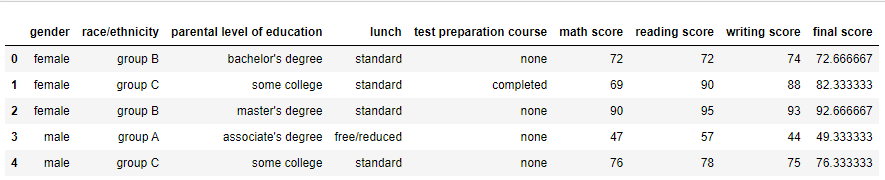 gender race/ethnicity parental level of education lunch test preparation course math score reading score writing score final score
0 female group B bachelor's degree standard none 72 72 74 72.666667
1 female group C some college standard completed 69 90 88 82.333333
2 female group B master's degree standard none 90 95 93 92.666667
3 male group A associate's degree free/reduced none 47 57 44 49.333333
4 male group C some college standard none 76 78 75 76.333333